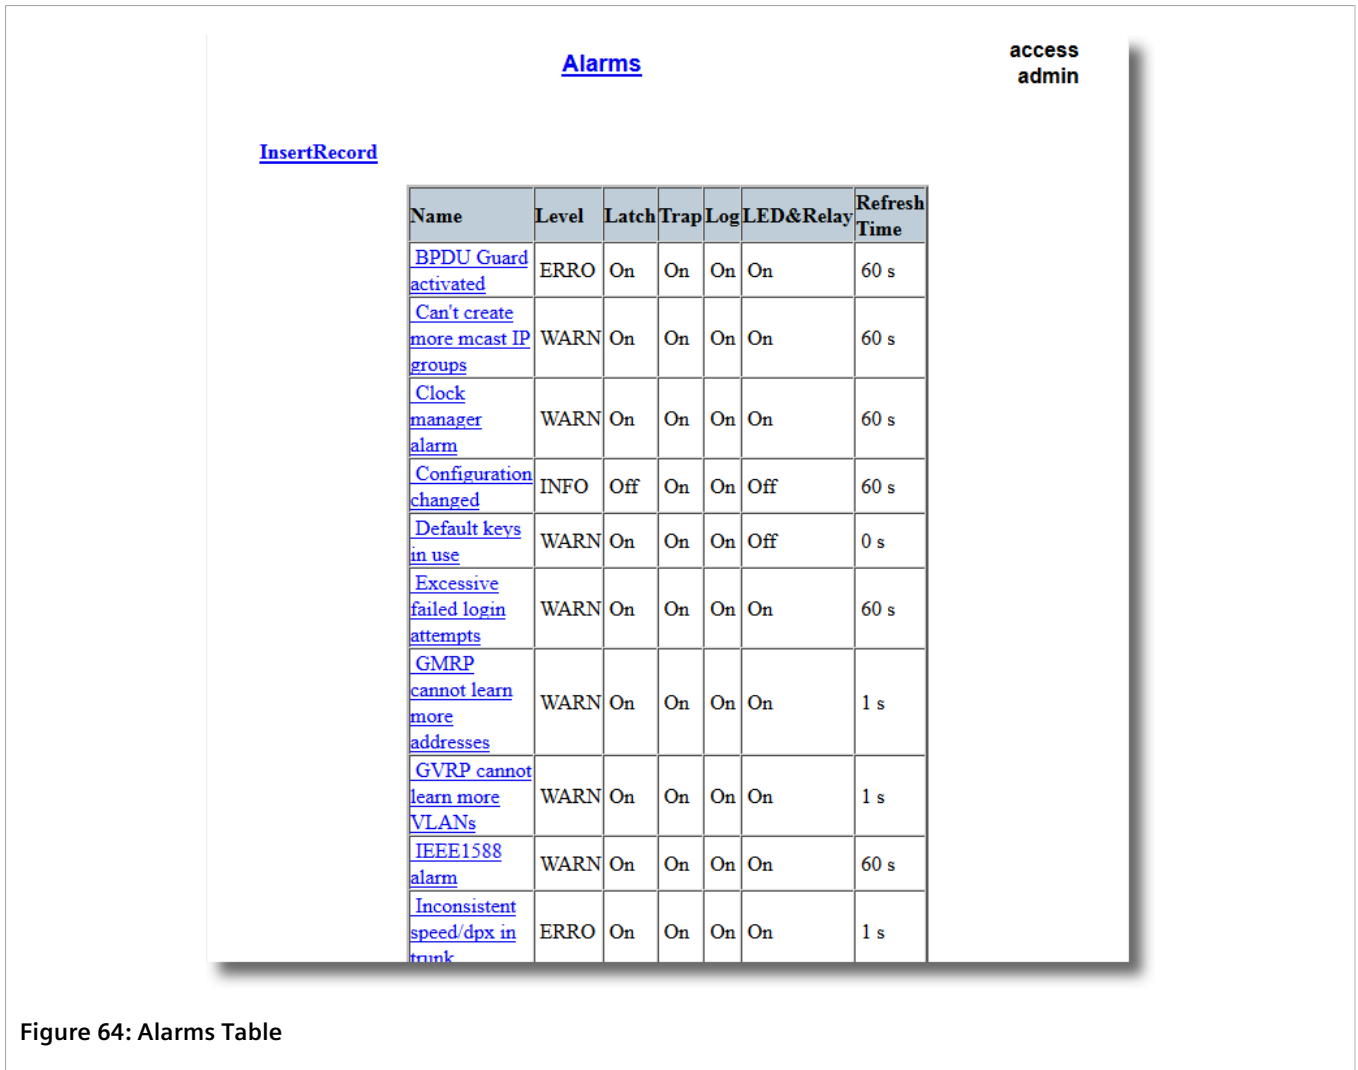 Alarms
access
admin
InsertRecord
Name Level Latch Trap Log LED&Relay Refresh
Time
BPDU Guard
activated ERRO On On On On 60 s
Can't create
more mcast IP
groups WARN On On On On 60 s
Clock
manager
alarm WARN On On On On 60 s
Configuration
changed INFO Off On On Off 60 s
Default keys
in use WARN On On On Off 0 s
Excessive
failed login
attempts WARN On On On On 60 s
GMRP
cannot learn
more
addresses WARN On On On On 1 s
GVRP cannot
learn more
VLANs WARN On On On On 1 s
IEEE1588
alarm WARN On On On On 60 s
Inconsistent
speed/dpx in
trunk ERRO On On On On 1 s
Figure 64: Alarms Table